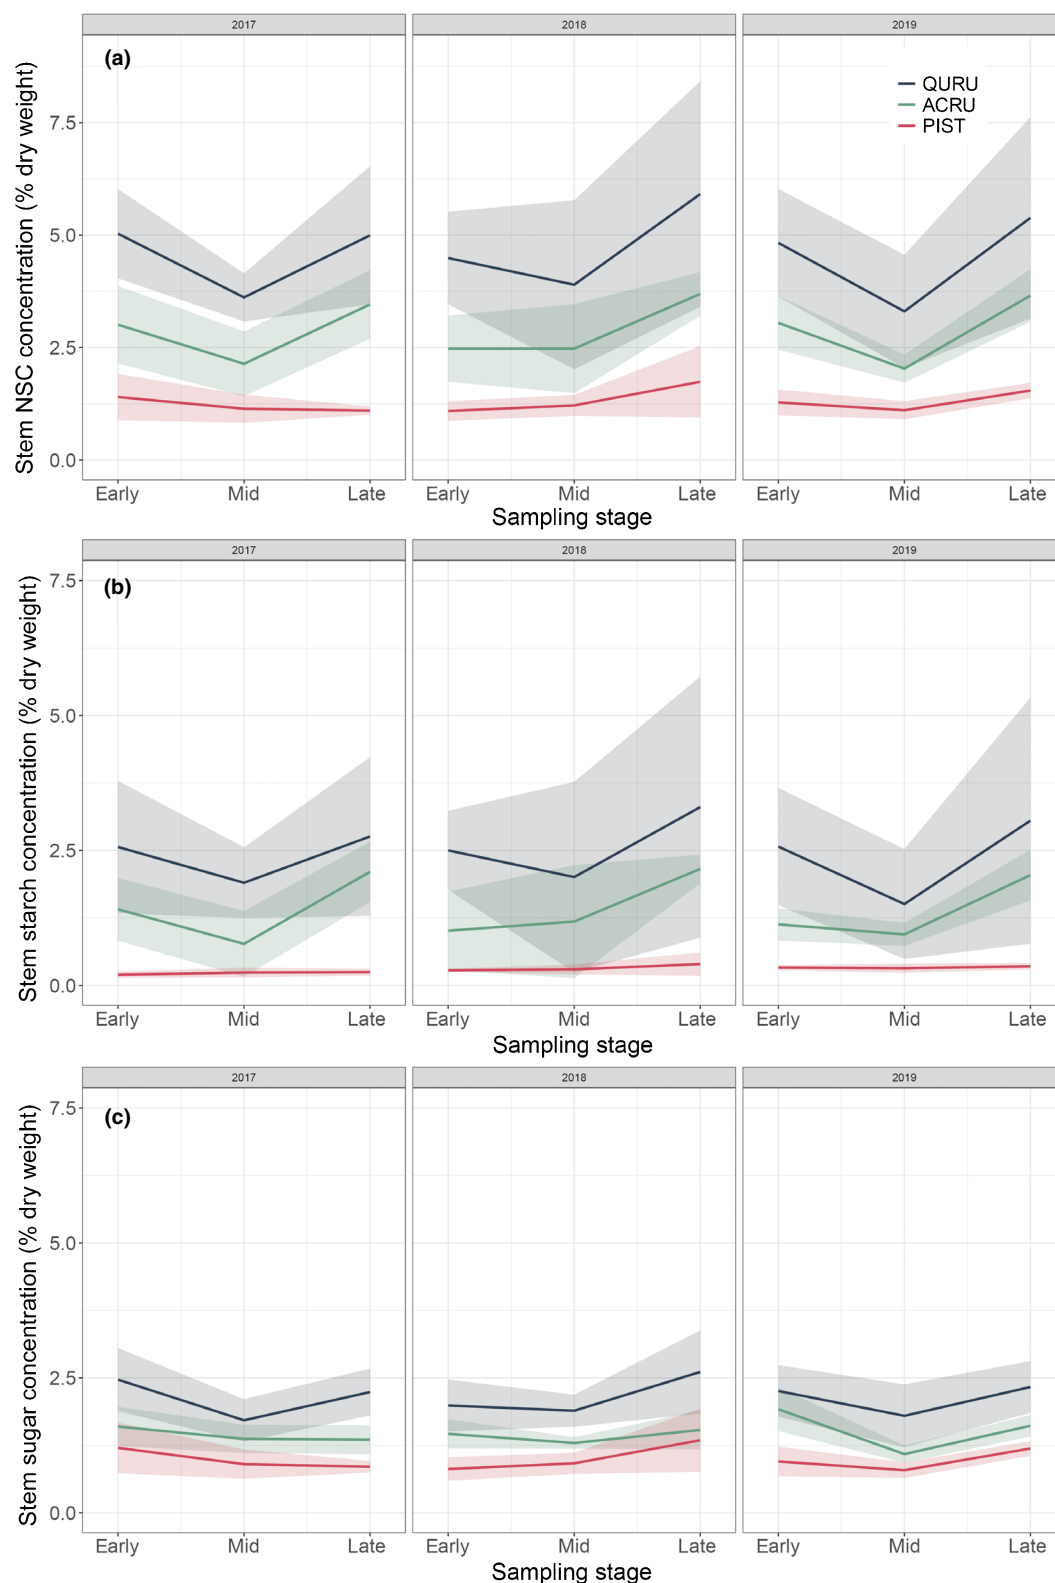 2017 2018 2019
(a)
QURU
ACRU
PIST
Stem NSC concentration (% dry weight)
7.5
5.0
2.5
0.0
Early Mid Late Early Mid Late Early Mid Late
Sampling stage
2017 2018 2019
(b)
Stem starch concentration (% dry weight)
7.5
5.0
2.5
0.0
Early Mid Late Early Mid Late Early Mid Late
Sampling stage
2017 2018 2019
(c)
Stem sugar concentration (% dry weight)
7.5
5.0
2.5
0.0
Early Mid Late Early Mid Late Early Mid Late
Sampling stage